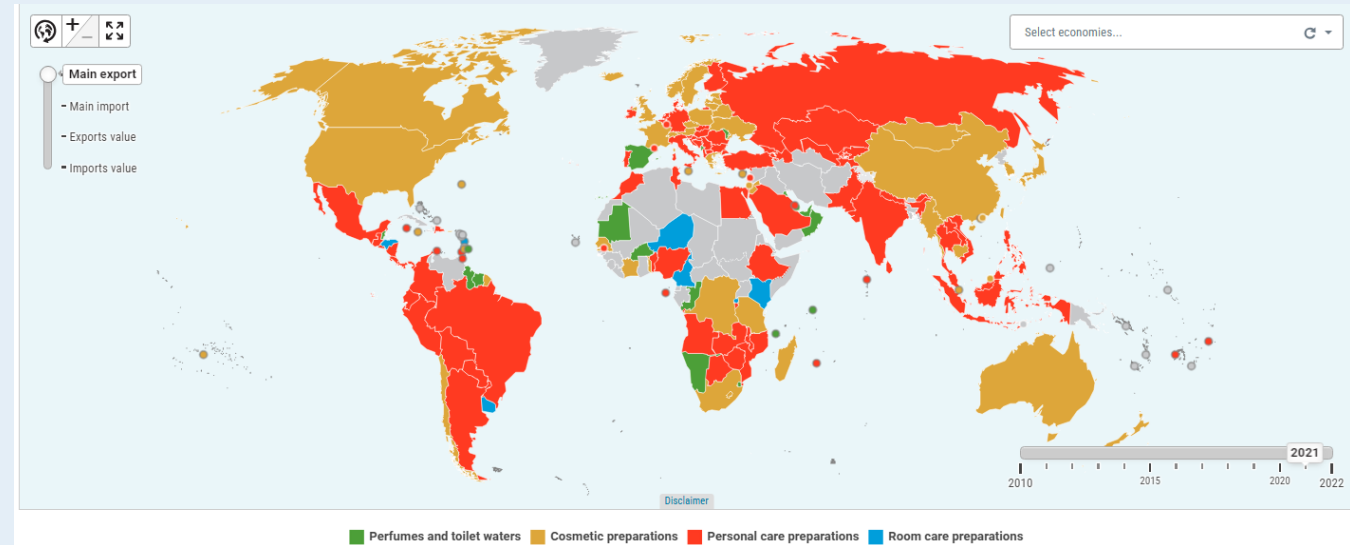 +
−
Select economies...
Main export
Main import
Exports value
Imports value
2021
2010
2015
2020
2022
Disclaimer
Perfumes and toilet waters
Cosmetic preparations
Personal care preparations
Room care preparations